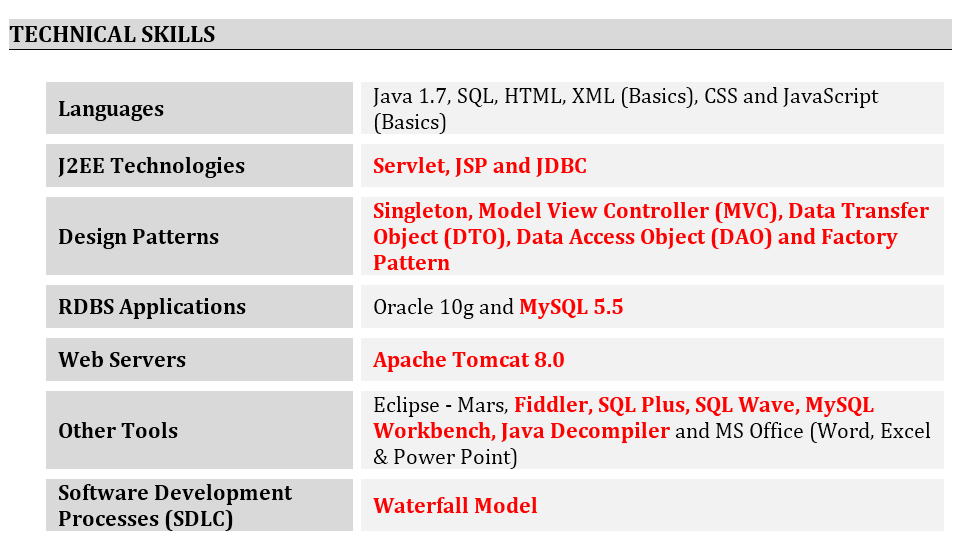 TECHNICAL SKILLS
Languages
Java 1.7, SQL, HTML, XML (Basics), CSS and JavaScript
(Basics)
J2EE Technologies
Servlet, JSP and JDBC
Design Patterns
Singleton, Model View Controller (MVC), Data Transfer
Object (DTO), Data Access Object (DAO) and Factory
Pattern
RDBS Applications
Oracle 10g and MySQL 5.5
Web Servers
Apache Tomcat 8.0
Other Tools
Eclipse - Mars, Fiddler, SQL Plus, SQL Wave, MySQL
Workbench, Java Decompiler and MS Office (Word, Excel
& Power Point)
Software Development
Processes (SDLC)
Waterfall Model